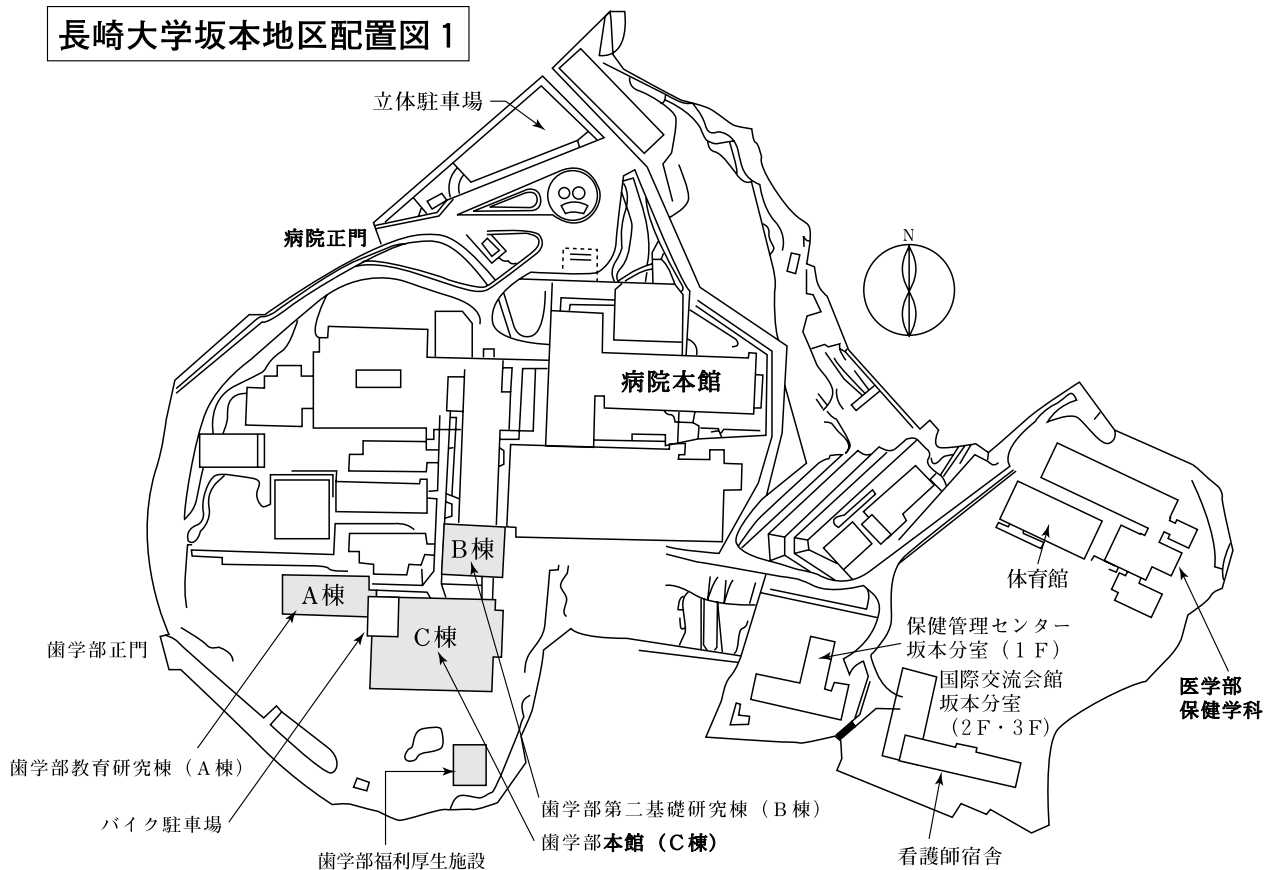 長崎大学坂本地区配置図1
立体駐車場
病院正門
N
病院本館
B棟
A棟
C棟
体育館
歯学部正門
保健管理センター
坂本分室（1F）
国際交流会館
坂本分室
（2F・3F）
医学部
保健学科
歯学部教育研究棟（A棟）
バイク駐車場
歯学部福利厚生施設
歯学部第二基礎研究棟（B棟）
歯学部本館（C棟）
看護師宿舎